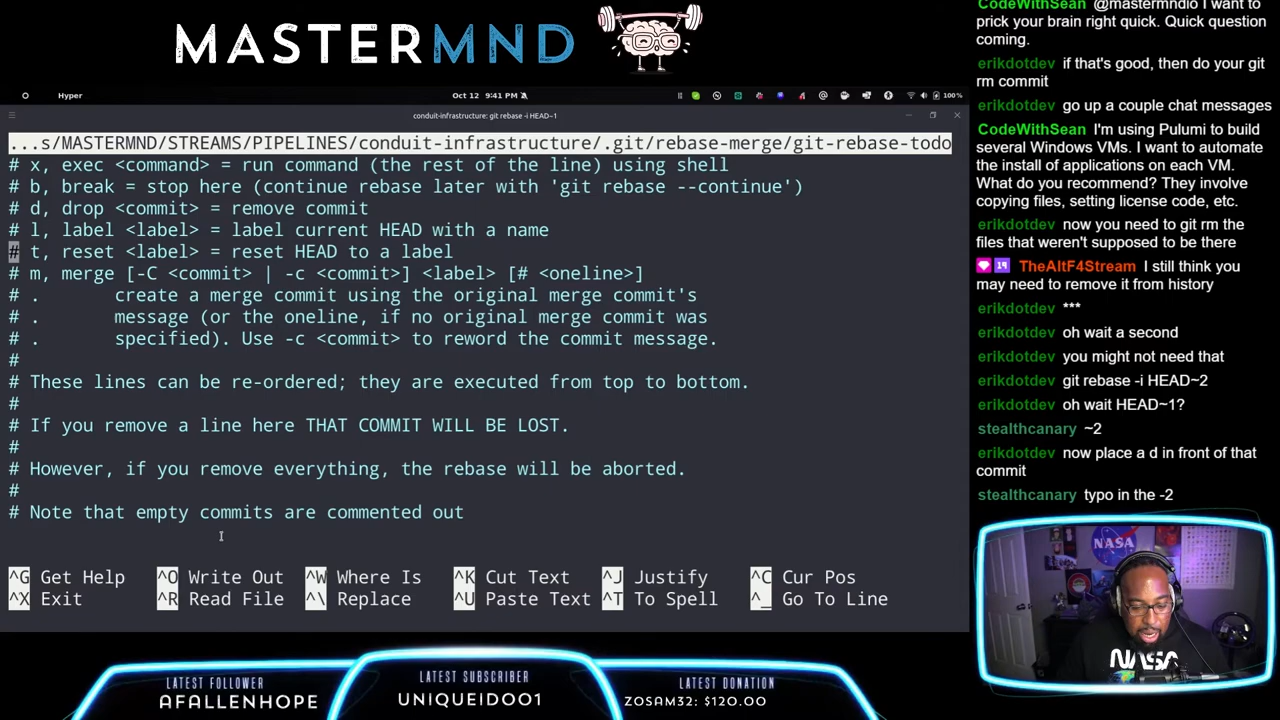 MASTERMND
Hyper
Oct 12 9:41 PM
100%
conduit-infrastructure: git rebase -i HEAD~1
...s/MASTERMND/STREAMS/PIPELINES/conduit-infrastructure/.git/rebase-merge/git-rebase-todo
# x, exec <command> = run command (the rest of the line) using shell
# b, break = stop here (continue rebase later with 'git rebase --continue')
# d, drop <commit> = remove commit
# l, label <label> = label current HEAD with a name
# t, reset <label> = reset HEAD to a label
# m, merge [-C <commit> | -c <commit>] <label> [# <oneline>]
# .       create a merge commit using the original merge commit's
# .       message (or the oneline, if no original merge commit was
# .       specified). Use -c <commit> to reword the commit message.
#
# These lines can be re-ordered; they are executed from top to bottom.
#
# If you remove a line here THAT COMMIT WILL BE LOST.
#
# However, if you remove everything, the rebase will be aborted.
#
# Note that empty commits are commented out
^G Get Help ^O Write Out ^W Where Is ^K Cut Text ^J Justify ^C Cur Pos
^X Exit ^R Read File ^\ Replace ^U Paste Text ^T To Spell ^_ Go To Line
CodeWithSean @mastermndio I want to
prick your brain right quick. Quick question
coming.
erikdotdev if that's good, then do your git
rm commit
erikdotdev go up a couple chat messages
CodeWithSean I'm using Pulumi to build
several Windows VMs. I want to automate
the install of applications on each VM.
What do you recommend? They involve
copying files, setting license code, etc.
erikdotdev now you need to git rm the
files that weren't supposed to be there
19 TheAltF4Stream I still think you
may need to remove it from history
erikdotdev ***
erikdotdev oh wait a second
erikdotdev you might not need that
erikdotdev git rebase -i HEAD~2
erikdotdev oh wait HEAD~1?
stealthcanary ~2
erikdotdev now place a d in front of that
commit
stealthcanary typo in the -2
NASA
NASA
LATEST FOLLOWER
AFALLENHOPE
LATEST SUBSCRIBER
UNIQUEID001
LATEST DONATION
ZOSAM32: $120.00